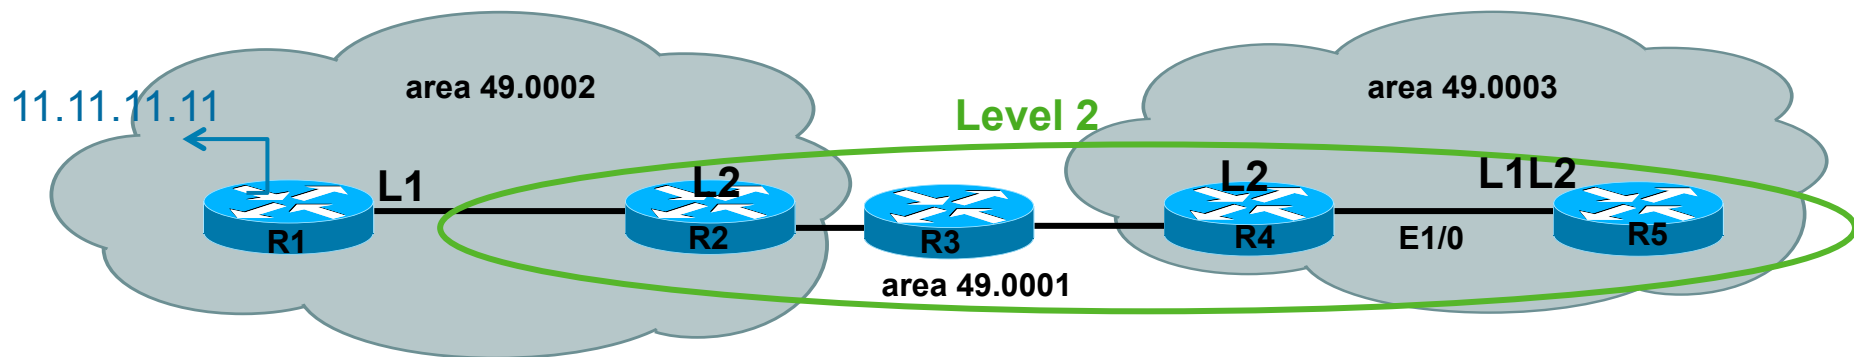 area 49.0002
area 49.0003
11.11.11.11
Level 2
L1
L2
L2
L1L2
R1
R2
R3
R4
E1/0
R5
area 49.0001